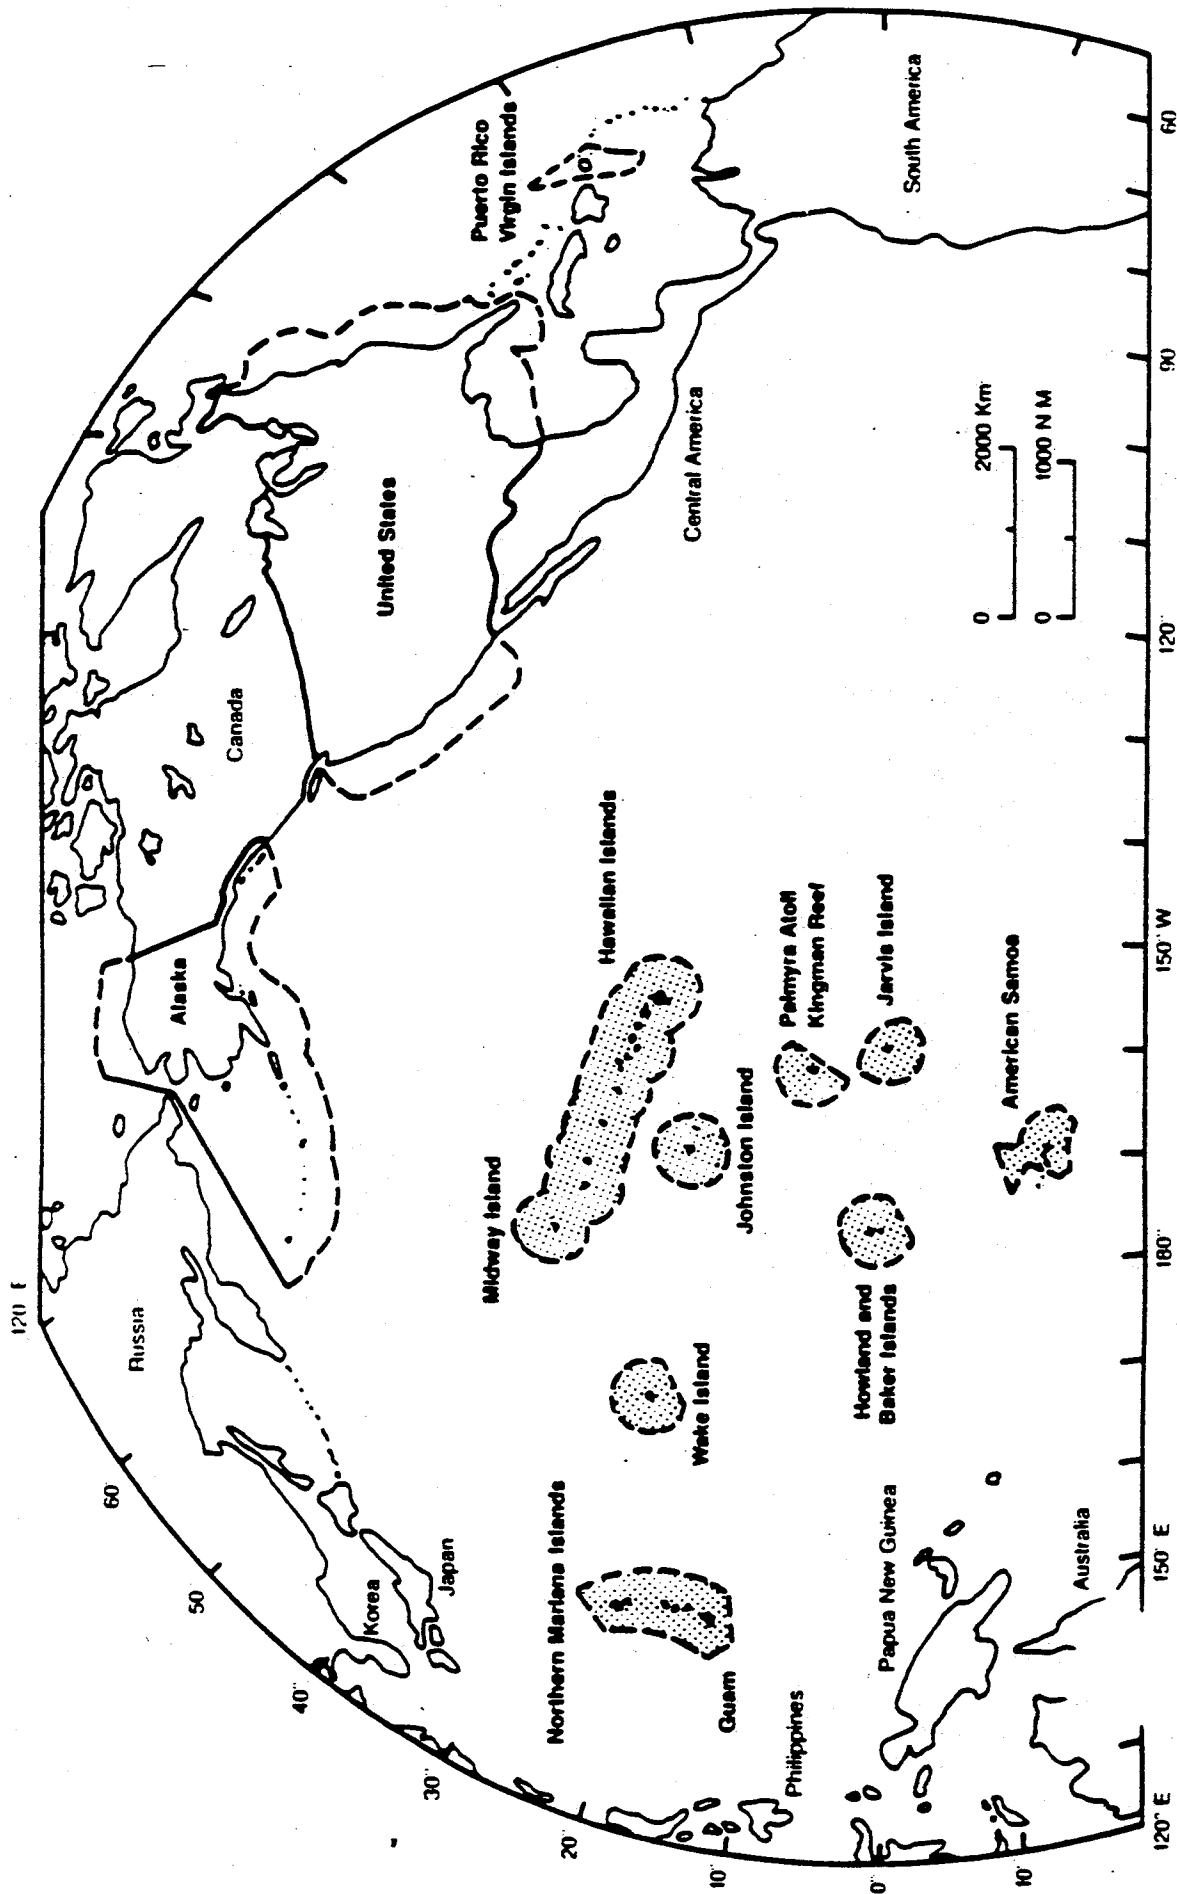 120 E
60
50
40°
30°
20°
10°
0°
10°
Russia
Korea
Japan
Alaska
Canada
United States
Puerto Rico
Virgin Islands
Central America
South America
Midway Island
Hawaiian Islands
Northern Mariana Islands
Wake Island
Guam
Johnston Island
Palmyra Atoll
Kingman Reef
Jarvis Island
Howland and
Baker Islands
American Samoa
Philippines
Papua New Guinea
Australia
0
2000 Km
0
1000 N M
120° E
150° E
180°
150° W
120°
90
60